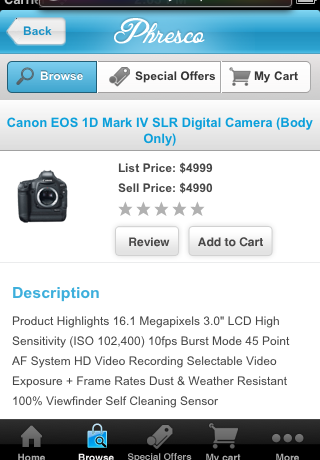 Back
Phresco
Browse
Special Offers
My Cart
Canon EOS 1D Mark IV SLR Digital Camera (Body
Only)
List Price: $4999
Sell Price: $4990
Review
Add to Cart
Description
Product Highlights 16.1 Megapixels 3.0" LCD High
Sensitivity (ISO 102,400) 10fps Burst Mode 45 Point
AF System HD Video Recording Selectable Video
Exposure + Frame Rates Dust & Weather Resistant
100% Viewfinder Self Cleaning Sensor
Home
Browse
Special Offers
My cart
More